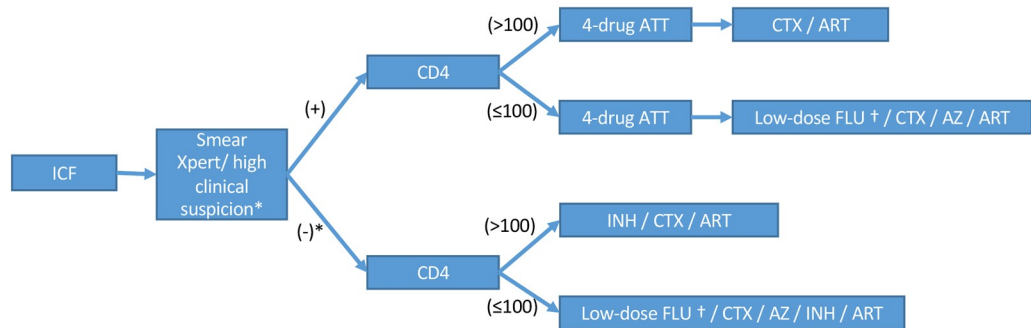 ICF
Smear
Xpert/ high
clinical
suspicion*
(+)
CD4
(>100)
4-drug ATT
CTX / ART
(≤100)
4-drug ATT
Low-dose FLU † / CTX / AZ / ART
(-)*
CD4
(>100)
INH / CTX / ART
(≤100)
Low-dose FLU † / CTX / AZ / INH / ART